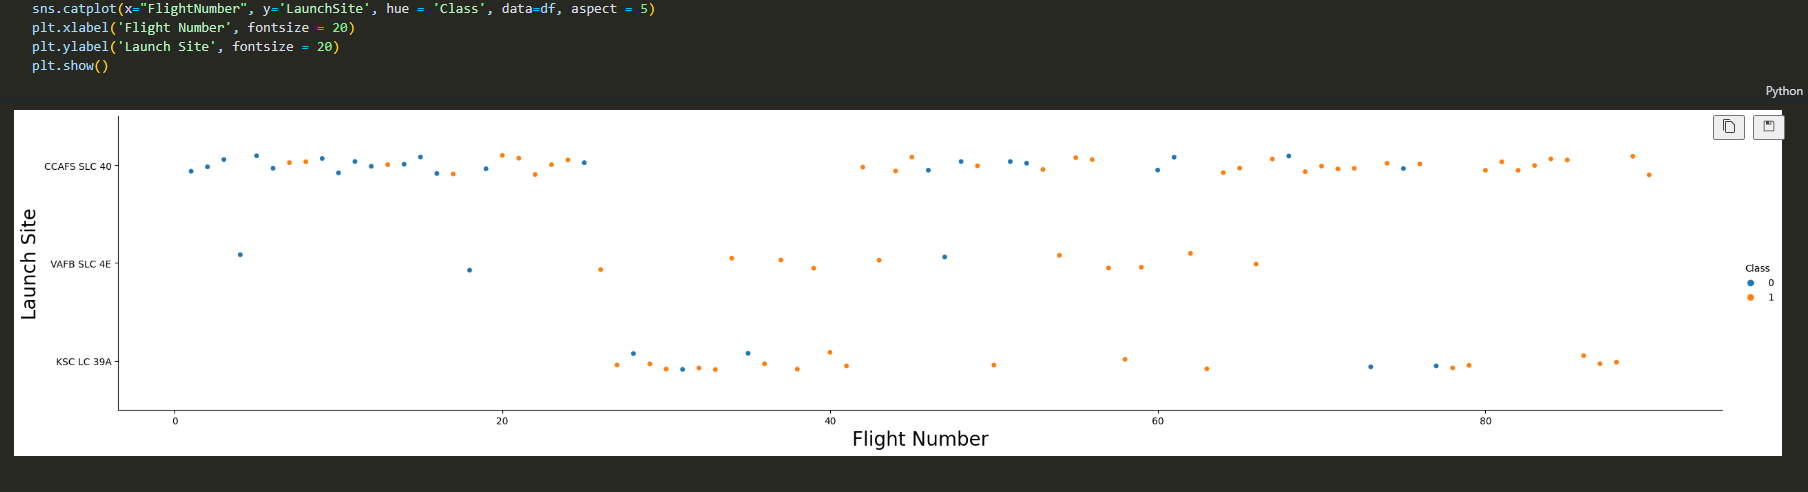 sns.catplot(x="FlightNumber", y='LaunchSite', hue = 'Class', data=df, aspect = 5)
plt.xlabel('Flight Number', fontsize = 20)
plt.ylabel('Launch Site', fontsize = 20)
plt.show()
Python
CCAFS SLC 40
VAFB SLC 4E
KSC LC 39A
Launch Site
Class
0
1
0 20 40 60 80
Flight Number